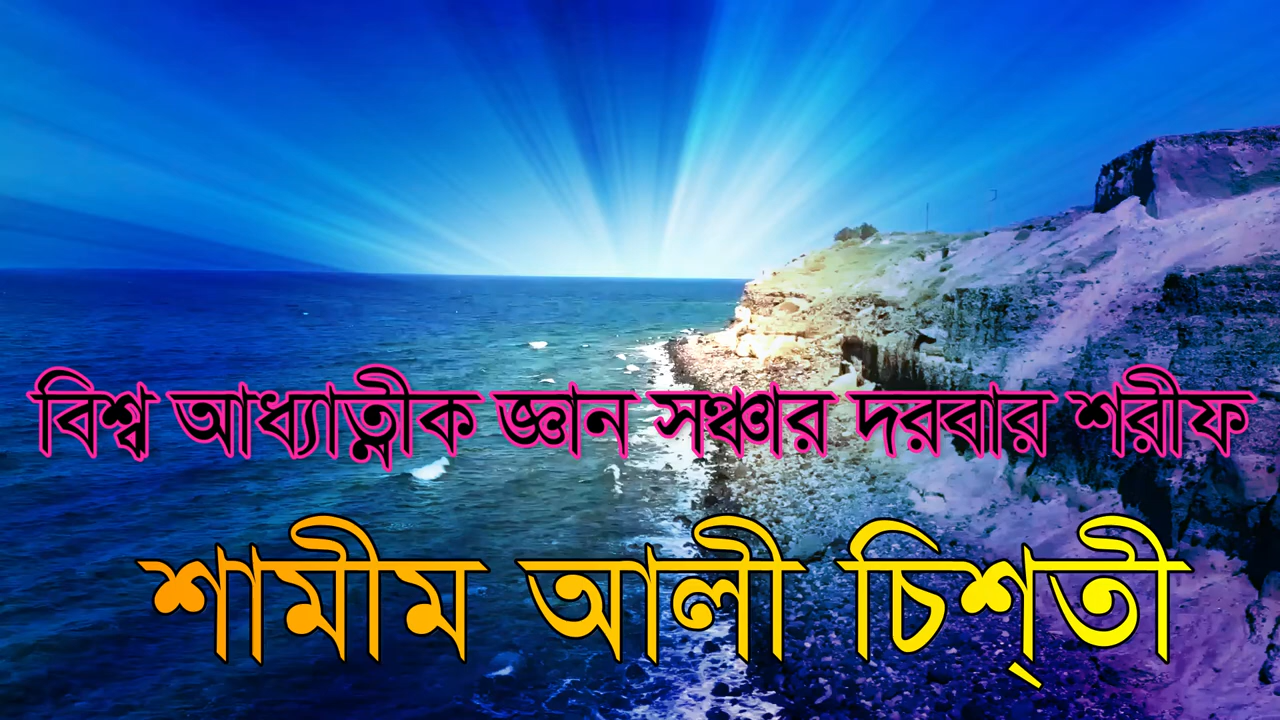 বিশ্ব আধ্যাত্নীক জ্ঞান সঞ্চার দরবার শরীফ
শামীম আলী চিশ্‌তী